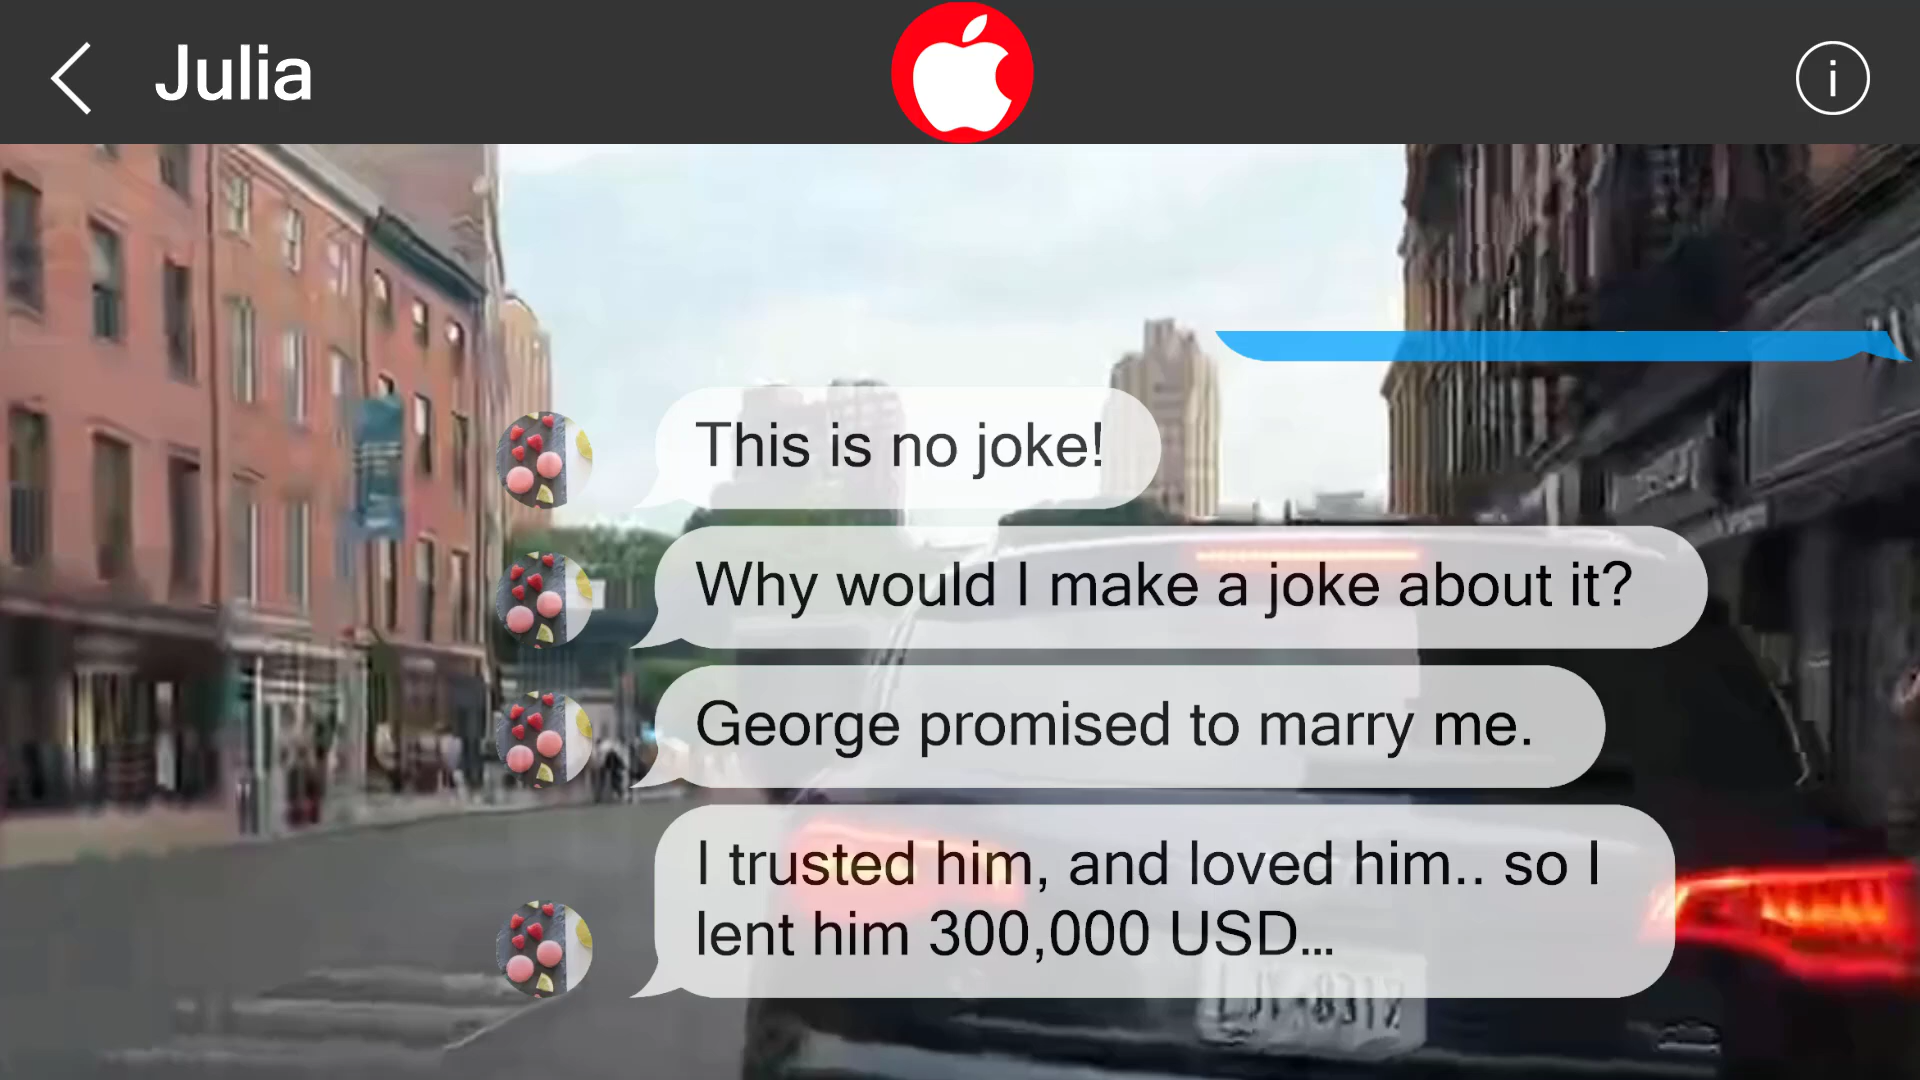 Julia
i
This is no joke!
Why would I make a joke about it?
George promised to marry me.
I trusted him, and loved him.. so I
lent him 300,000 USD...